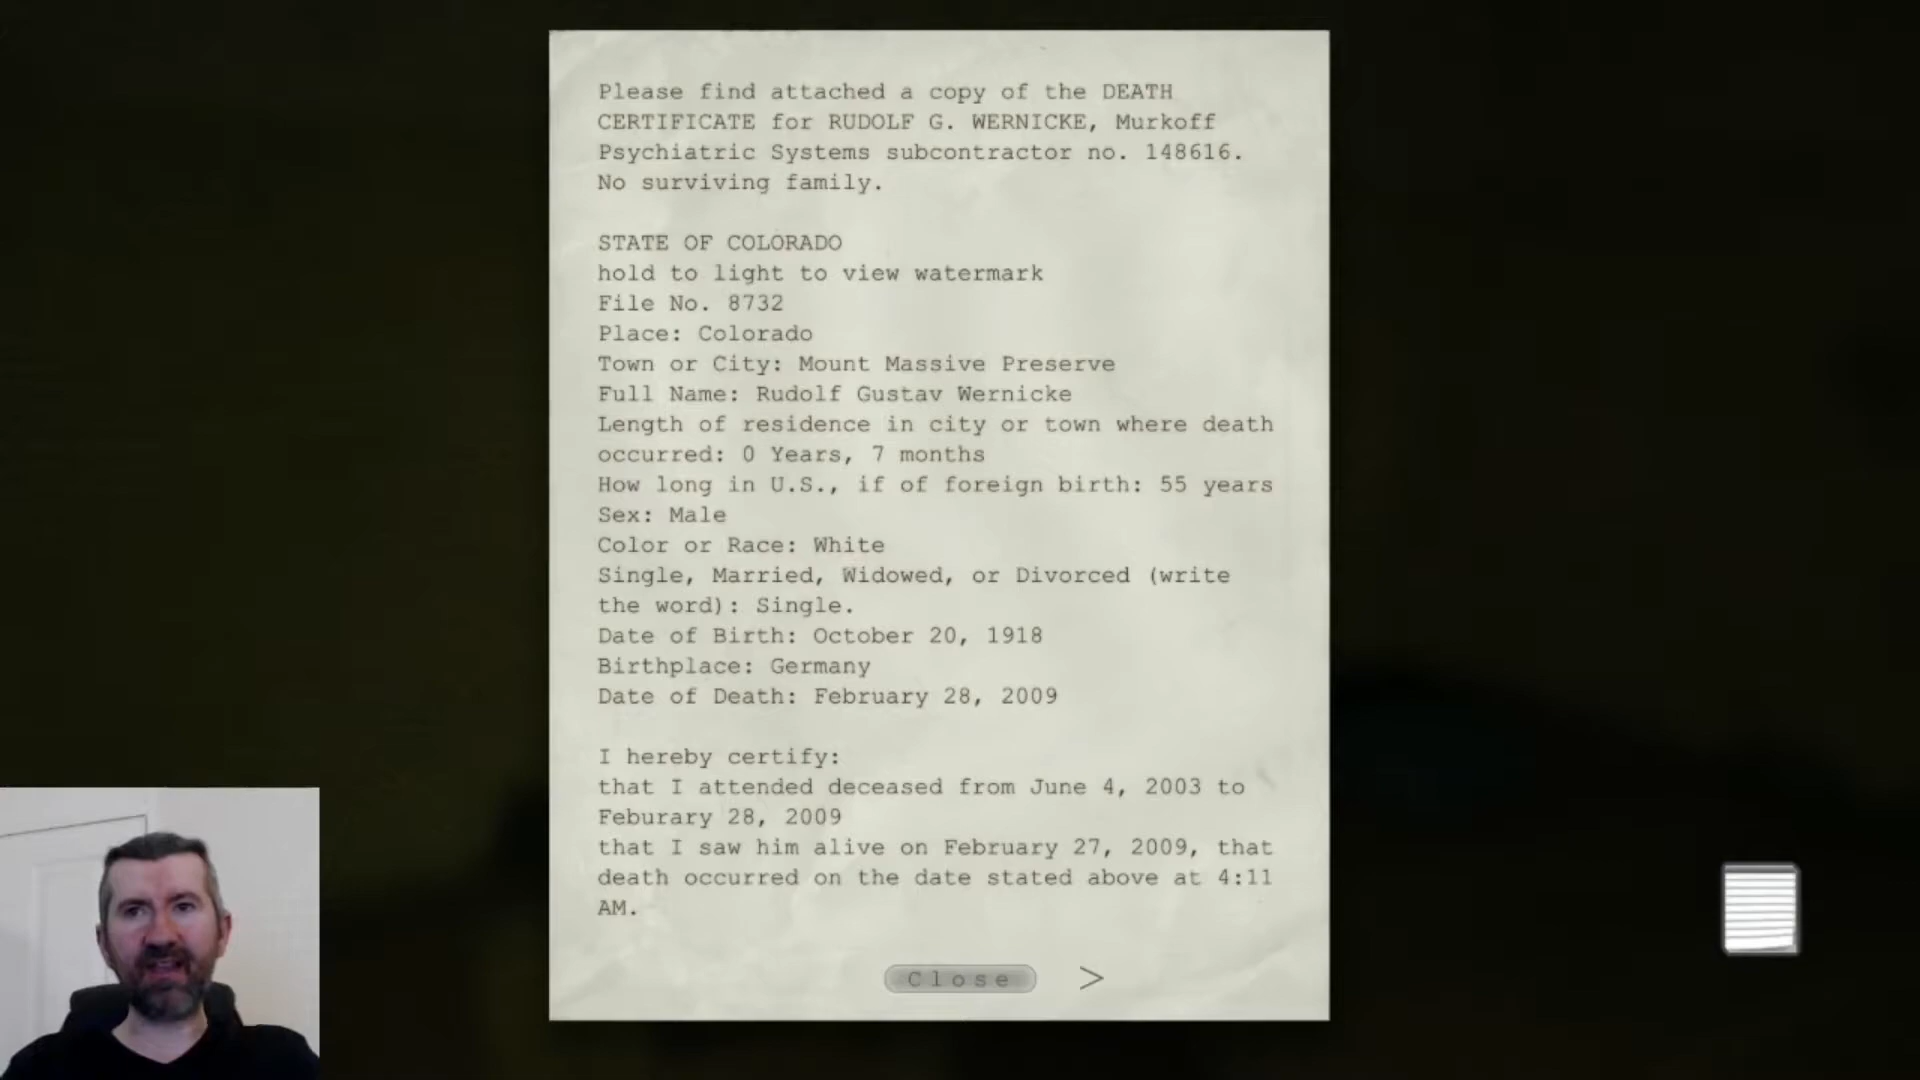 Please find attached a copy of the DEATH
CERTIFICATE for RUDOLF G. WERNICKE, Murkoff
Psychiatric Systems subcontractor no. 148616.
No surviving family.
STATE OF COLORADO
hold to light to view watermark
File No. 8732
Place: Colorado
Town or City: Mount Massive Preserve
Full Name: Rudolf Gustav Wernicke
Length of residence in city or town where death
occurred: 0 Years, 7 months
How long in U.S., if of foreign birth: 55 years
Sex: Male
Color or Race: White
Single, Married, Widowed, or Divorced (write
the word): Single.
Date of Birth: October 20, 1918
Birthplace: Germany
Date of Death: February 28, 2009
I hereby certify:
that I attended deceased from June 4, 2003 to
Feburary 28, 2009
that I saw him alive on February 27, 2009, that
death occurred on the date stated above at 4:11
AM.
Close >